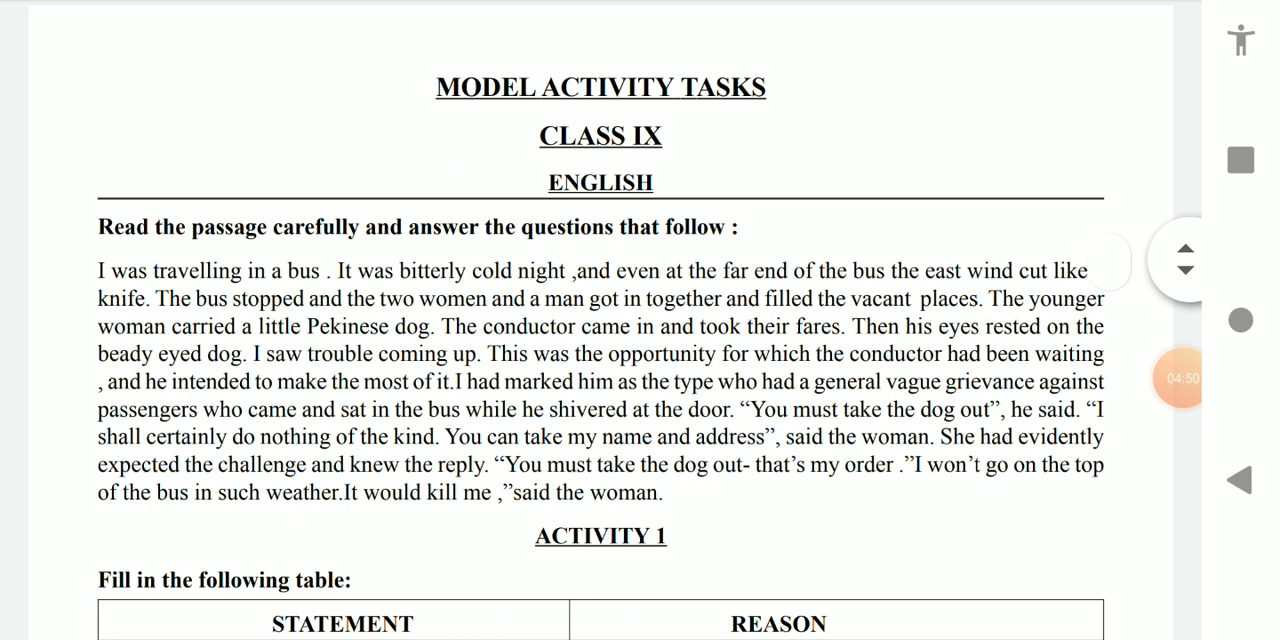 MODEL ACTIVITY TASKS
CLASS IX
ENGLISH
Read the passage carefully and answer the questions that follow :
I was travelling in a bus . It was bitterly cold night ,and even at the far end of the bus the east wind cut like
knife. The bus stopped and the two women and a man got in together and filled the vacant places. The younger
woman carried a little Pekinese dog. The conductor came in and took their fares. Then his eyes rested on the
beady eyed dog. I saw trouble coming up. This was the opportunity for which the conductor had been waiting
, and he intended to make the most of it.I had marked him as the type who had a general vague grievance against
passengers who came and sat in the bus while he shivered at the door. “You must take the dog out”, he said. “I
shall certainly do nothing of the kind. You can take my name and address”, said the woman. She had evidently
expected the challenge and knew the reply. “You must take the dog out- that’s my order .”I won’t go on the top
of the bus in such weather.It would kill me ,”said the woman.
ACTIVITY 1
Fill in the following table:
STATEMENT REASON
04:50